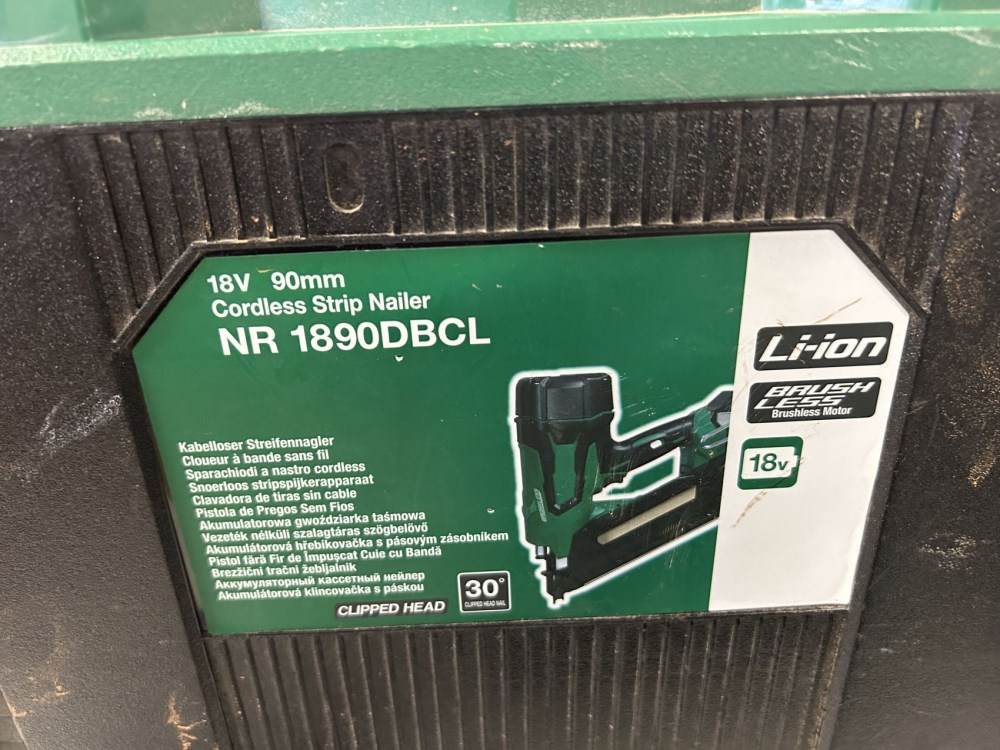 18V 90mm
Cordless Strip Nailer
NR 1890DBCL
Li-ion
BRUSH
LESS
Brushless Motor
18v
Kabelloser Streifennagler
Cloueur à bande sans fil
Sparachiodi a nastro cordless
Snoerloos stripspijkerapparaat
Clavadora de tiras sin cable
Pistola de Pregos Sem Fios
Akumulatorowa gwoździarka taśmowa
Vezeték nélküli szalagtáras szögbelövő
Akumulátorová hřebíkovačka s pásovým zásobníkem
Pistol fără Fir de Împușcat Cuie cu Bandă
Brezžični tračni žebljalnik
Аккумуляторный кассетный нейлер
Akumulátorová klincovačka s páskou
CLIPPED HEAD
30°
CLIPPED HEAD NAIL